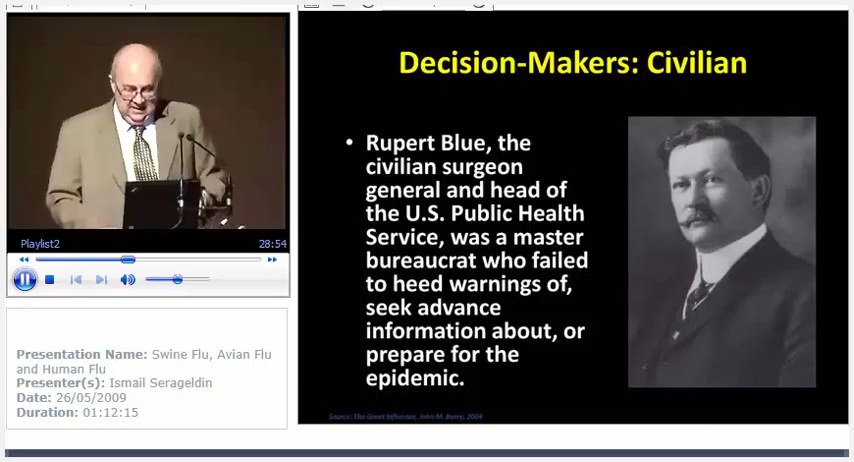 Decision-Makers: Civilian
• Rupert Blue, the
civilian surgeon
general and head of
the U.S. Public Health
Service, was a master
bureaucrat who failed
to heed warnings of,
seek advance
information about, or
prepare for the
epidemic.
Source: The Great Influenza, John M. Barry, 2004
Playlist2
28:54
Presentation Name: Swine Flu, Avian Flu
and Human Flu
Presenter(s): Ismail Serageldin
Date: 26/05/2009
Duration: 01:12:15